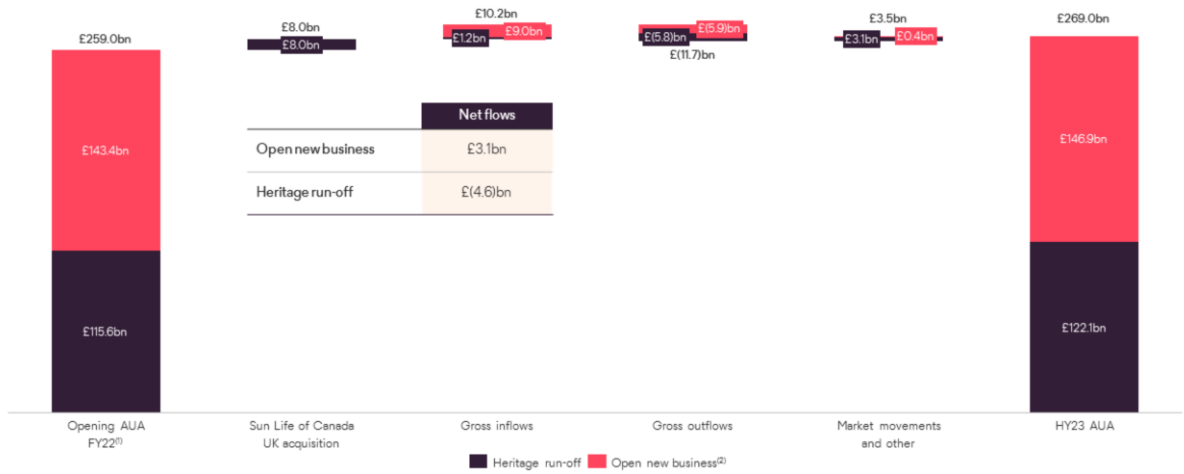 £259.0bn
£143.4bn
£115.6bn
£8.0bn
£8.0bn
£10.2bn
£9.0bn
£1.2bn
£(5.9)bn
£(5.8)bn
£(11.7)bn
£3.5bn
£0.4bn
£3.1bn
£269.0bn
£146.9bn
£122.1bn
Net flows
Open new business £3.1bn
Heritage run-off £(4.6)bn
Opening AUA
FY22(1)
Sun Life of Canada
UK acquisition
Gross inflows
Gross outflows
Market movements
and other
HY23 AUA
Heritage run-off Open new business(2)